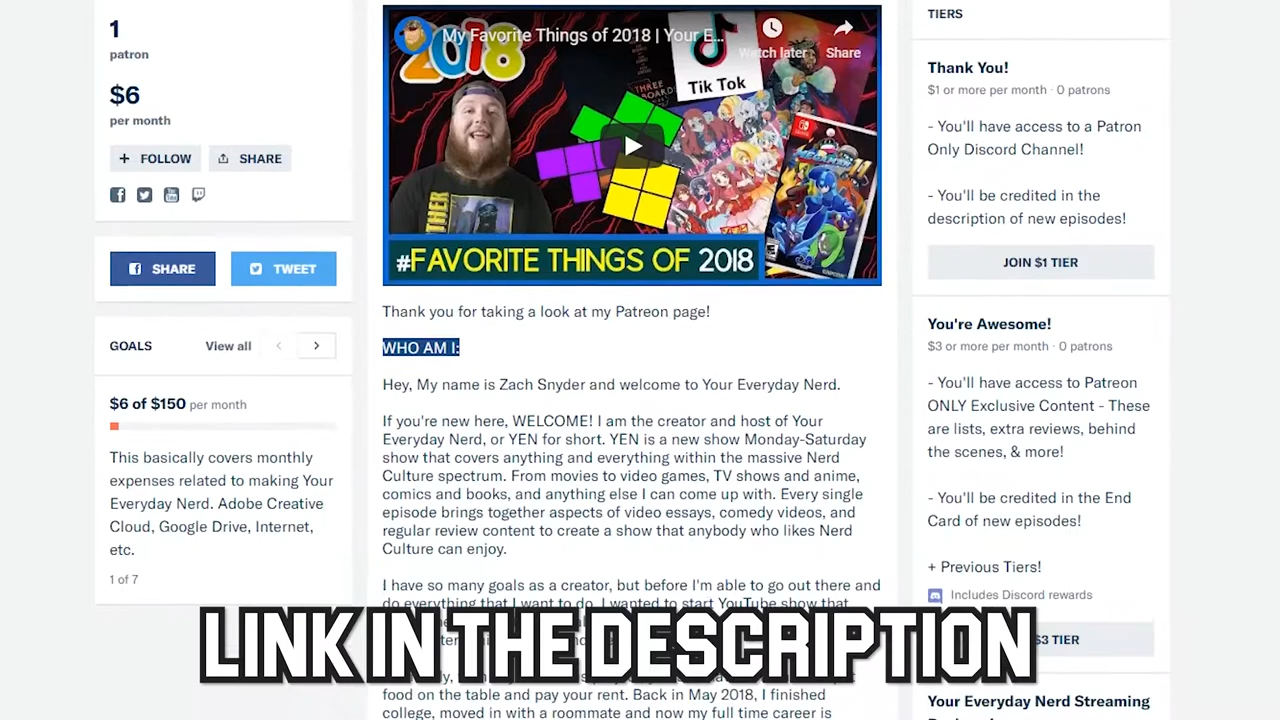 1
patron
$6
per month
+ FOLLOW
SHARE
SHARE
TWEET
GOALS
View all
$6 of $150 per month
This basically covers monthly
expenses related to making Your
Everyday Nerd. Adobe Creative
Cloud, Google Drive, Internet,
etc.
1 of 7
2018
My Favorite Things of 2018 | Your E...
Watch later
Share
Tik Tok
#FAVORITE THINGS OF 2018
Thank you for taking a look at my Patreon page!
WHO AM I:
Hey, My name is Zach Snyder and welcome to Your Everyday Nerd.
If you're new here, WELCOME! I am the creator and host of Your
Everyday Nerd, or YEN for short. YEN is a new show Monday-Saturday
show that covers anything and everything within the massive Nerd
Culture spectrum. From movies to video games, TV shows and anime,
comics and books, and anything else I can come up with. Every single
episode brings together aspects of video essays, comedy videos, and
regular review content to create a show that anybody who likes Nerd
Culture can enjoy.
I have so many goals as a creator, but before I'm able to go out there and
do everything that I want to do, I wanted to start YouTube show that
food on the table and pay your rent. Back in May 2018, I finished
college, moved in with a roommate and now my full time career is
TIERS
Thank You!
$1 or more per month · 0 patrons
- You'll have access to a Patron
Only Discord Channel!
- You'll be credited in the
description of new episodes!
JOIN $1 TIER
You're Awesome!
$3 or more per month · 0 patrons
- You'll have access to Patreon
ONLY Exclusive Content - These
are lists, extra reviews, behind
the scenes, & more!
- You'll be credited in the End
Card of new episodes!
+ Previous Tiers!
Includes Discord rewards
$3 TIER
Your Everyday Nerd Streaming
LINK IN THE DESCRIPTION